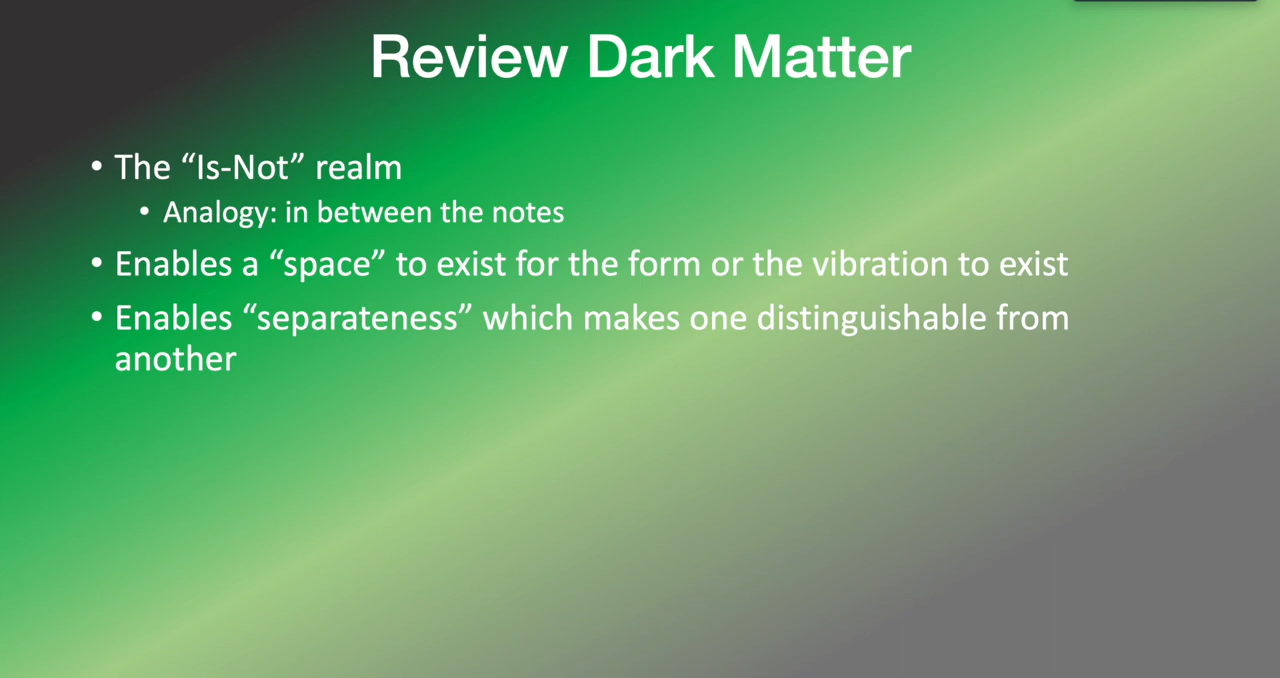 Review Dark Matter
• The “Is-Not” realm
• Analogy: in between the notes
• Enables a “space” to exist for the form or the vibration to exist
• Enables “separateness” which makes one distinguishable from
another